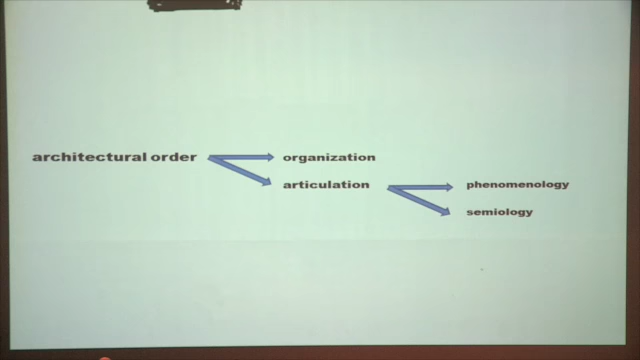 architectural order
organization
articulation
phenomenology
semiology